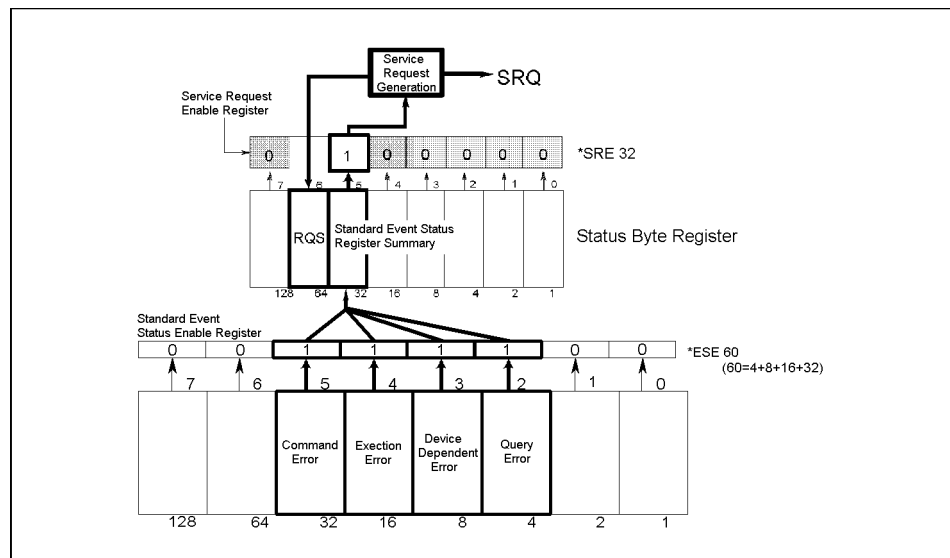 Service
Request
Generation
SRQ
Service Request
Enable Register
0 1 0 0 0 0 0
*SRE 32
7 6 5 4 3 2 1 0
RQS
Standard Event Status
Register Summary
Status Byte Register
128 64 32 16 8 4 2 1
Standard Event
Status Enable Register
0 0 1 1 1 1 0 0
*ESE 60
(60=4+8+16+32)
7 6 5 4 3 2 1 0
Command
Error
Exection
Error
Device
Dependent
Error
Query
Error
128 64 32 16 8 4 2 1